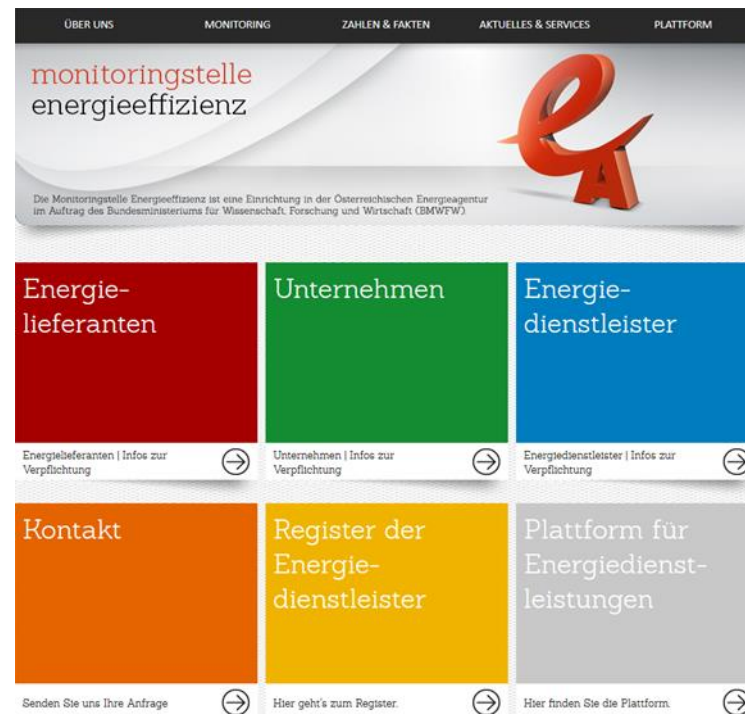 ÜBER UNS MONITORING ZAHLEN & FAKTEN AKTUELLES & SERVICES PLATTFORM
monitoringstelle
energieeffizienz
eA
Die Monitoringstelle Energieeffizienz ist eine Einrichtung in der Österreichischen Energieagentur
im Auftrag des Bundesministeriums für Wissenschaft, Forschung und Wirtschaft (BMWFW).
Energie-
lieferanten
Energielieferanten | Infos zur
Verpflichtung
Unternehmen
Unternehmen | Infos zur
Verpflichtung
Energie-
dienstleister
Energiedienstleister | Infos zur
Verpflichtung
Kontakt
Senden Sie uns Ihre Anfrage
Register der
Energie-
dienstleister
Hier geht's zum Register.
Plattform für
Energiedienst-
leistungen
Hier finden Sie die Plattform.